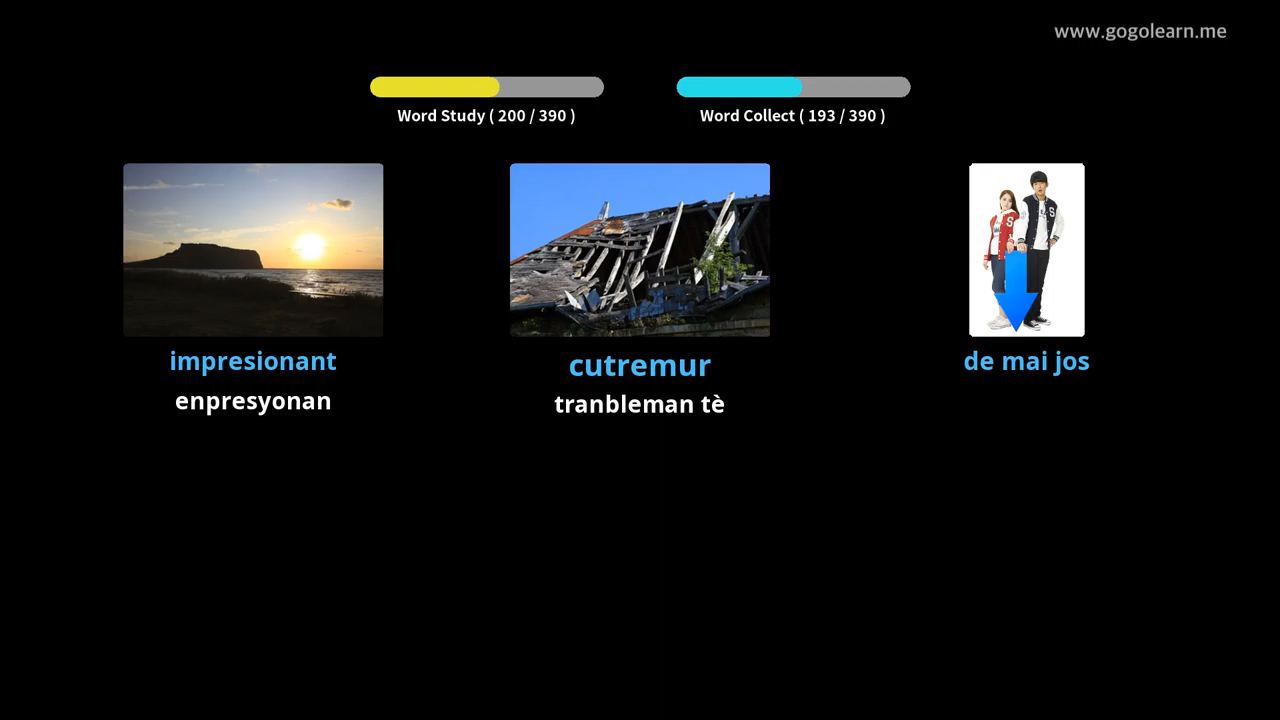 www.gogolearn.me
Word Study ( 200 / 390 )
Word Collect ( 193 / 390 )
impresionant
enpresyonan
cutremur
tranbleman tè
de mai jos
S
S